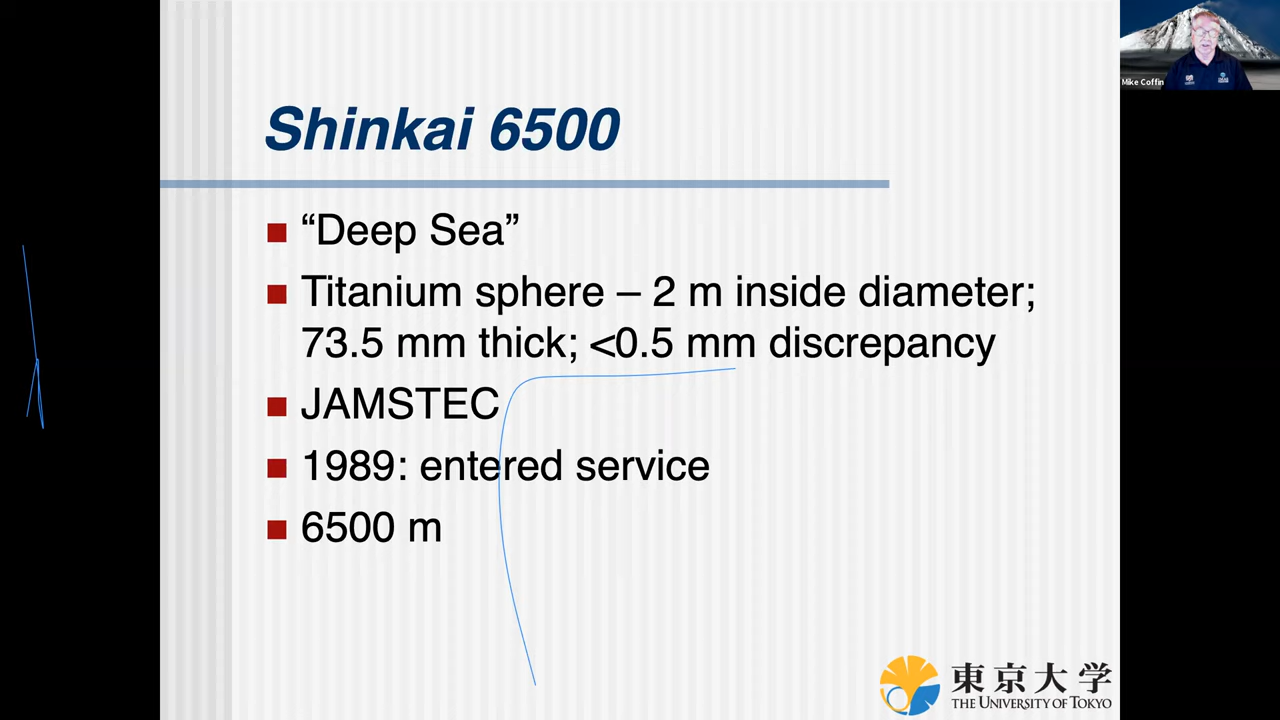 Shinkai 6500
“Deep Sea”
Titanium sphere – 2 m inside diameter;
73.5 mm thick; <0.5 mm discrepancy
JAMSTEC
1989: entered service
6500 m
東京大学
THE UNIVERSITY OF TOKYO
Mike Coffin